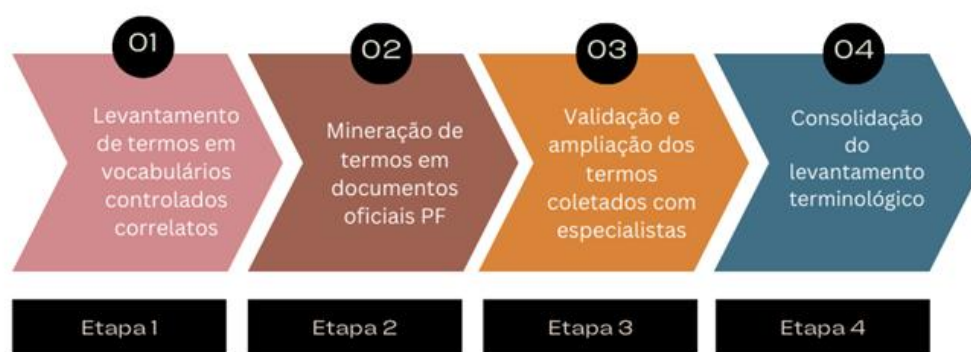 01
Levantamento
de termos em
vocabulários
controlados
correlatos
02
Mineração de
termos em
documentos
oficiais PF
03
Validação e
ampliação dos
termos
coletados com
especialistas
04
Consolidação
do
levantamento
terminológico
Etapa 1
Etapa 2
Etapa 3
Etapa 4